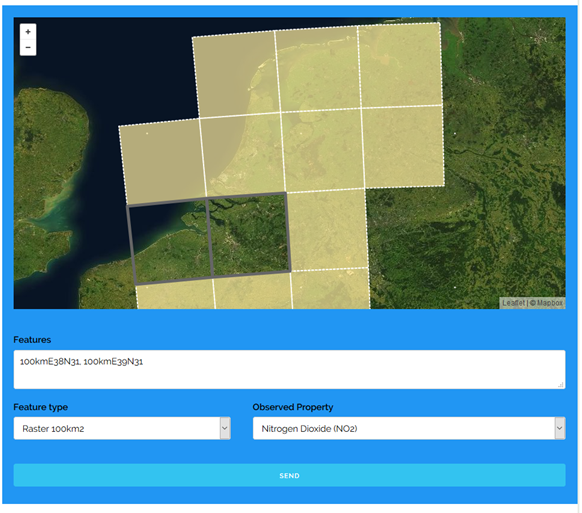 +
−
Leaflet | © Mapbox
Features
100kmE38N31, 100kmE39N31
Feature type
Observed Property
Raster 100km2
Nitrogen Dioxide (NO2)
SEND